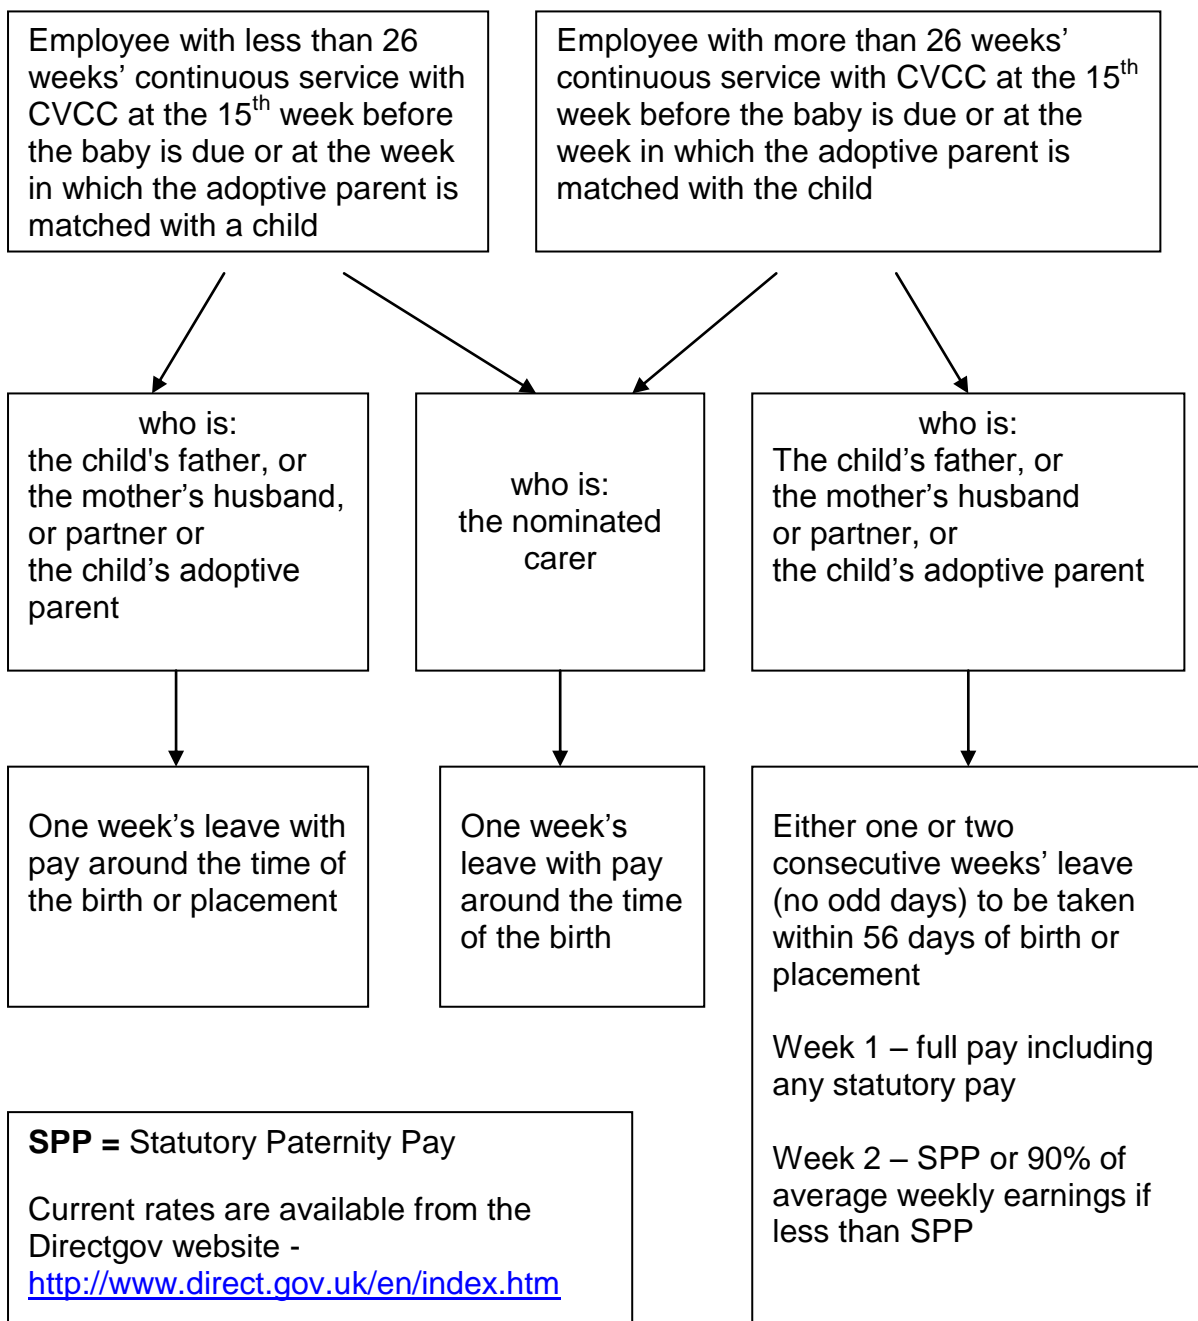 Employee with less than 26
weeks’ continuous service with
CVCC at the 15th week before
the baby is due or at the week
in which the adoptive parent is
matched with a child
Employee with more than 26 weeks’
continuous service with CVCC at the 15th
week before the baby is due or at the
week in which the adoptive parent is
matched with the child
who is:
the child's father, or
the mother’s husband,
or partner or
the child’s adoptive
parent
who is:
the nominated
carer
who is:
The child’s father, or
the mother’s husband
or partner, or
the child’s adoptive parent
One week’s leave with
pay around the time of
the birth or placement
One week’s
leave with pay
around the time
of the birth
Either one or two
consecutive weeks’ leave
(no odd days) to be taken
within 56 days of birth or
placement
Week 1 – full pay including
any statutory pay
Week 2 – SPP or 90% of
average weekly earnings if
less than SPP
SPP = Statutory Paternity Pay
Current rates are available from the
Directgov website -
http://www.direct.gov.uk/en/index.htm